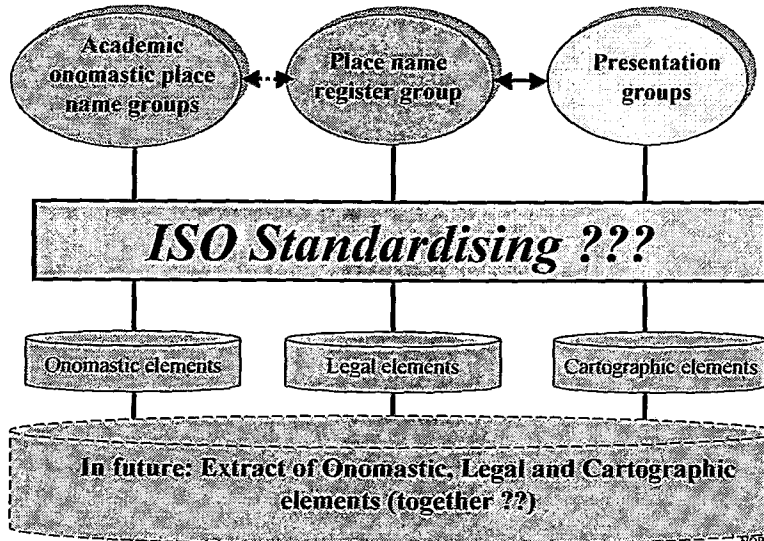 Academic
onomastic place
name groups
Place name
register group
Presentation
groups
ISO Standardising ???
Onomastic elements
Legal elements
Cartographic elements
In future: Extract of Onomastic, Legal and Cartographic
elements (together ??)